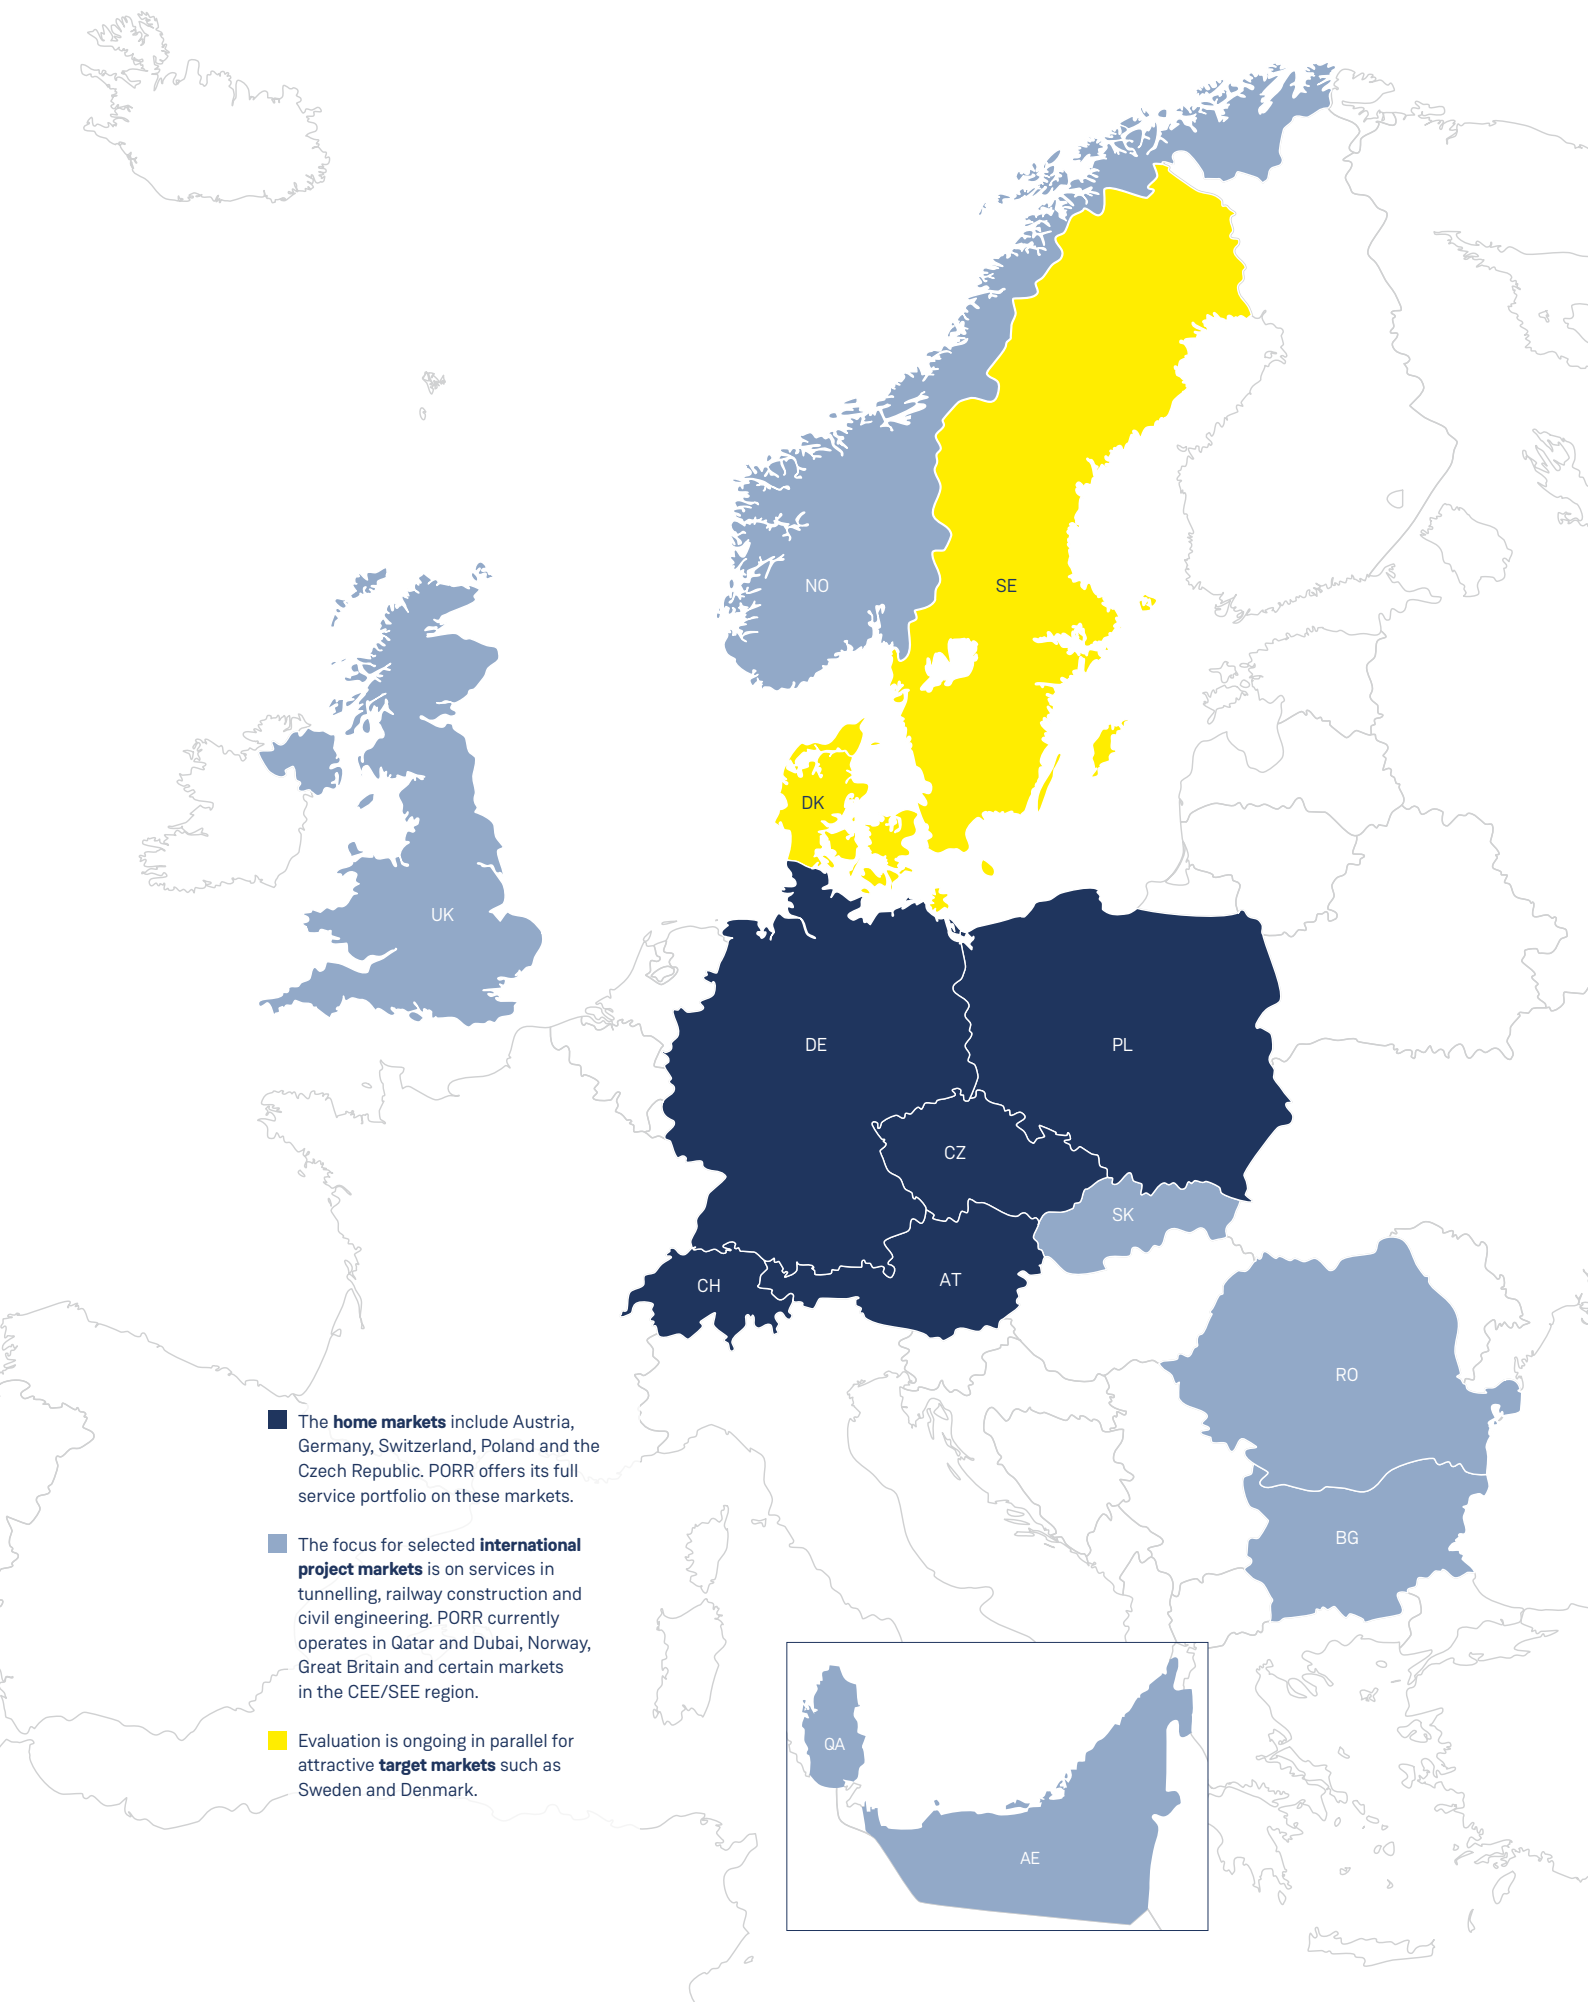 NO
SE
DK
UK
DE
PL
CZ
SK
CH
AT
RO
BG
The home markets include Austria,
Germany, Switzerland, Poland and the
Czech Republic. PORR offers its full
service portfolio on these markets.
The focus for selected international
project markets is on services in
tunnelling, railway construction and
civil engineering. PORR currently
operates in Qatar and Dubai, Norway,
Great Britain and certain markets
in the CEE/SEE region.
Evaluation is ongoing in parallel for
attractive target markets such as
Sweden and Denmark.
QA
AE